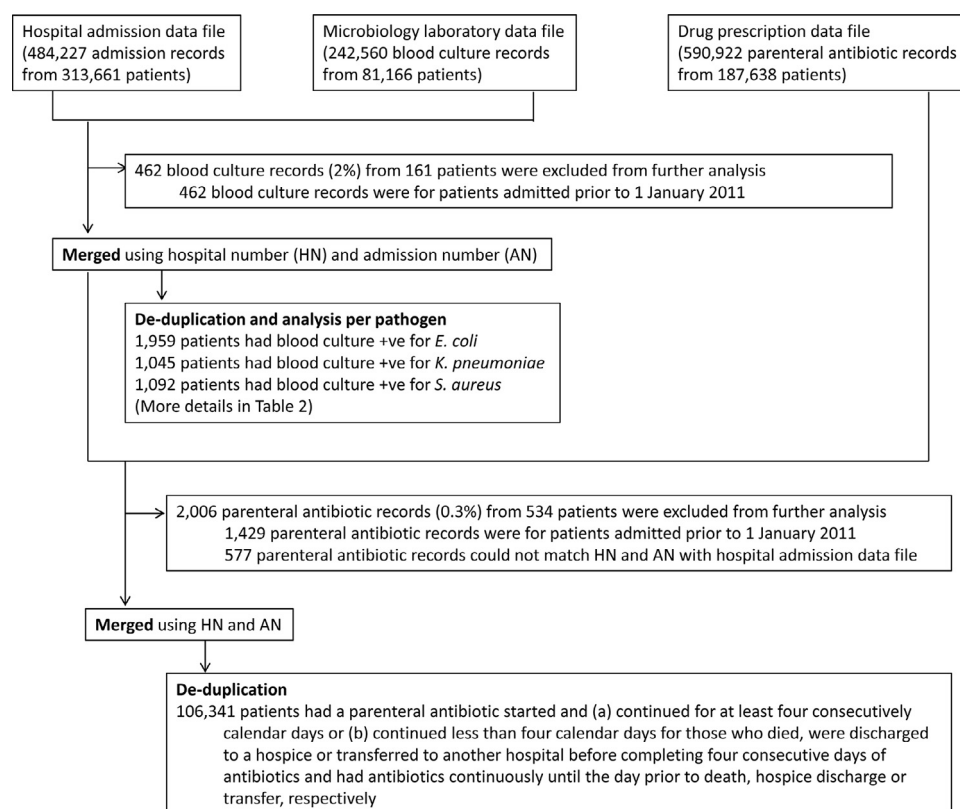 Hospital admission data file
(484,227 admission records
from 313,661 patients)
Microbiology laboratory data file
(242,560 blood culture records
from 81,166 patients)
Drug prescription data file
(590,922 parenteral antibiotic records
from 187,638 patients)
462 blood culture records (2%) from 161 patients were excluded from further analysis
462 blood culture records were for patients admitted prior to 1 January 2011
Merged using hospital number (HN) and admission number (AN)
De-duplication and analysis per pathogen
1,959 patients had blood culture +ve for E. coli
1,045 patients had blood culture +ve for K. pneumoniae
1,092 patients had blood culture +ve for S. aureus
(More details in Table 2)
2,006 parenteral antibiotic records (0.3%) from 534 patients were excluded from further analysis
1,429 parenteral antibiotic records were for patients admitted prior to 1 January 2011
577 parenteral antibiotic records could not match HN and AN with hospital admission data file
Merged using HN and AN
De-duplication
106,341 patients had a parenteral antibiotic started and (a) continued for at least four consecutively
calendar days or (b) continued less than four calendar days for those who died, were discharged
to a hospice or transferred to another hospital before completing four consecutive days of
antibiotics and had antibiotics continuously until the day prior to death, hospice discharge or
transfer, respectively